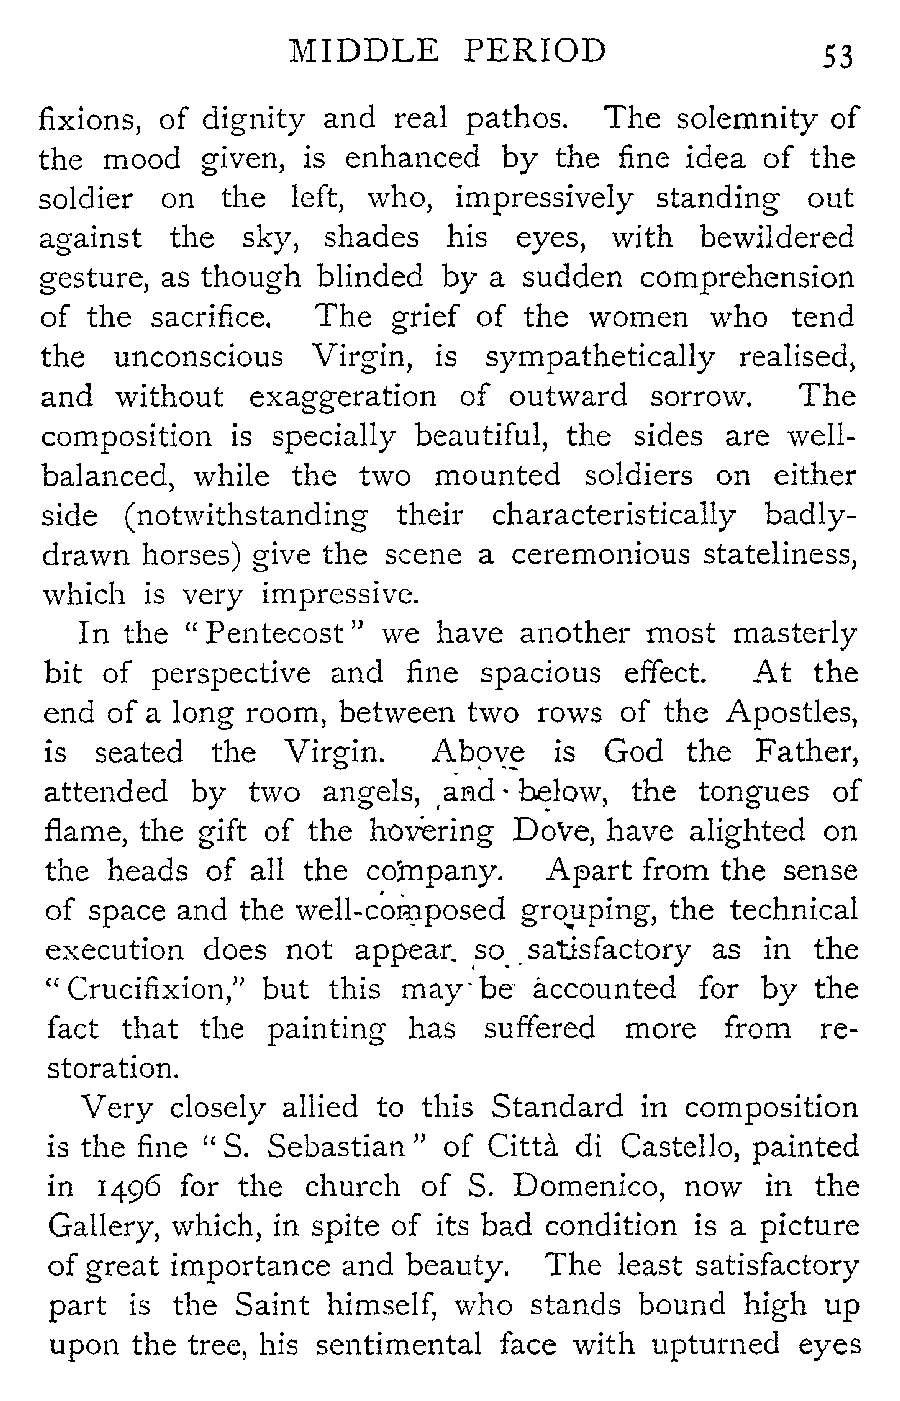 MIDDLE PERIOD 53
fixions, of dignity and real pathos. The solemnity of
the mood given, is enhanced by the fine idea of the
soldier on the left, who, impressively standing out
against the sky, shades his eyes, with bewildered
gesture, as though blinded by a sudden comprehension
of the sacrifice. The grief of the women who tend
the unconscious Virgin, is sympathetically realised,
and without exaggeration of outward sorrow. The
composition is specially beautiful, the sides are well-
balanced, while the two mounted soldiers on either
side (notwithstanding their characteristically badly-
drawn horses) give the scene a ceremonious stateliness,
which is very impressive.
In the “Pentecost” we have another most masterly
bit of perspective and fine spacious effect. At the
end of a long room, between two rows of the Apostles,
is seated the Virgin. Above is God the Father,
attended by two angels, and below, the tongues of
flame, the gift of the hovering Dove, have alighted on
the heads of all the company. Apart from the sense
of space and the well-composed grouping, the technical
execution does not appear so satisfactory as in the
“Crucifixion,” but this may be accounted for by the
fact that the painting has suffered more from re-
storation.
Very closely allied to this Standard in composition
is the fine “S. Sebastian” of Città di Castello, painted
in 1496 for the church of S. Domenico, now in the
Gallery, which, in spite of its bad condition is a picture
of great importance and beauty. The least satisfactory
part is the Saint himself, who stands bound high up
upon the tree, his sentimental face with upturned eyes